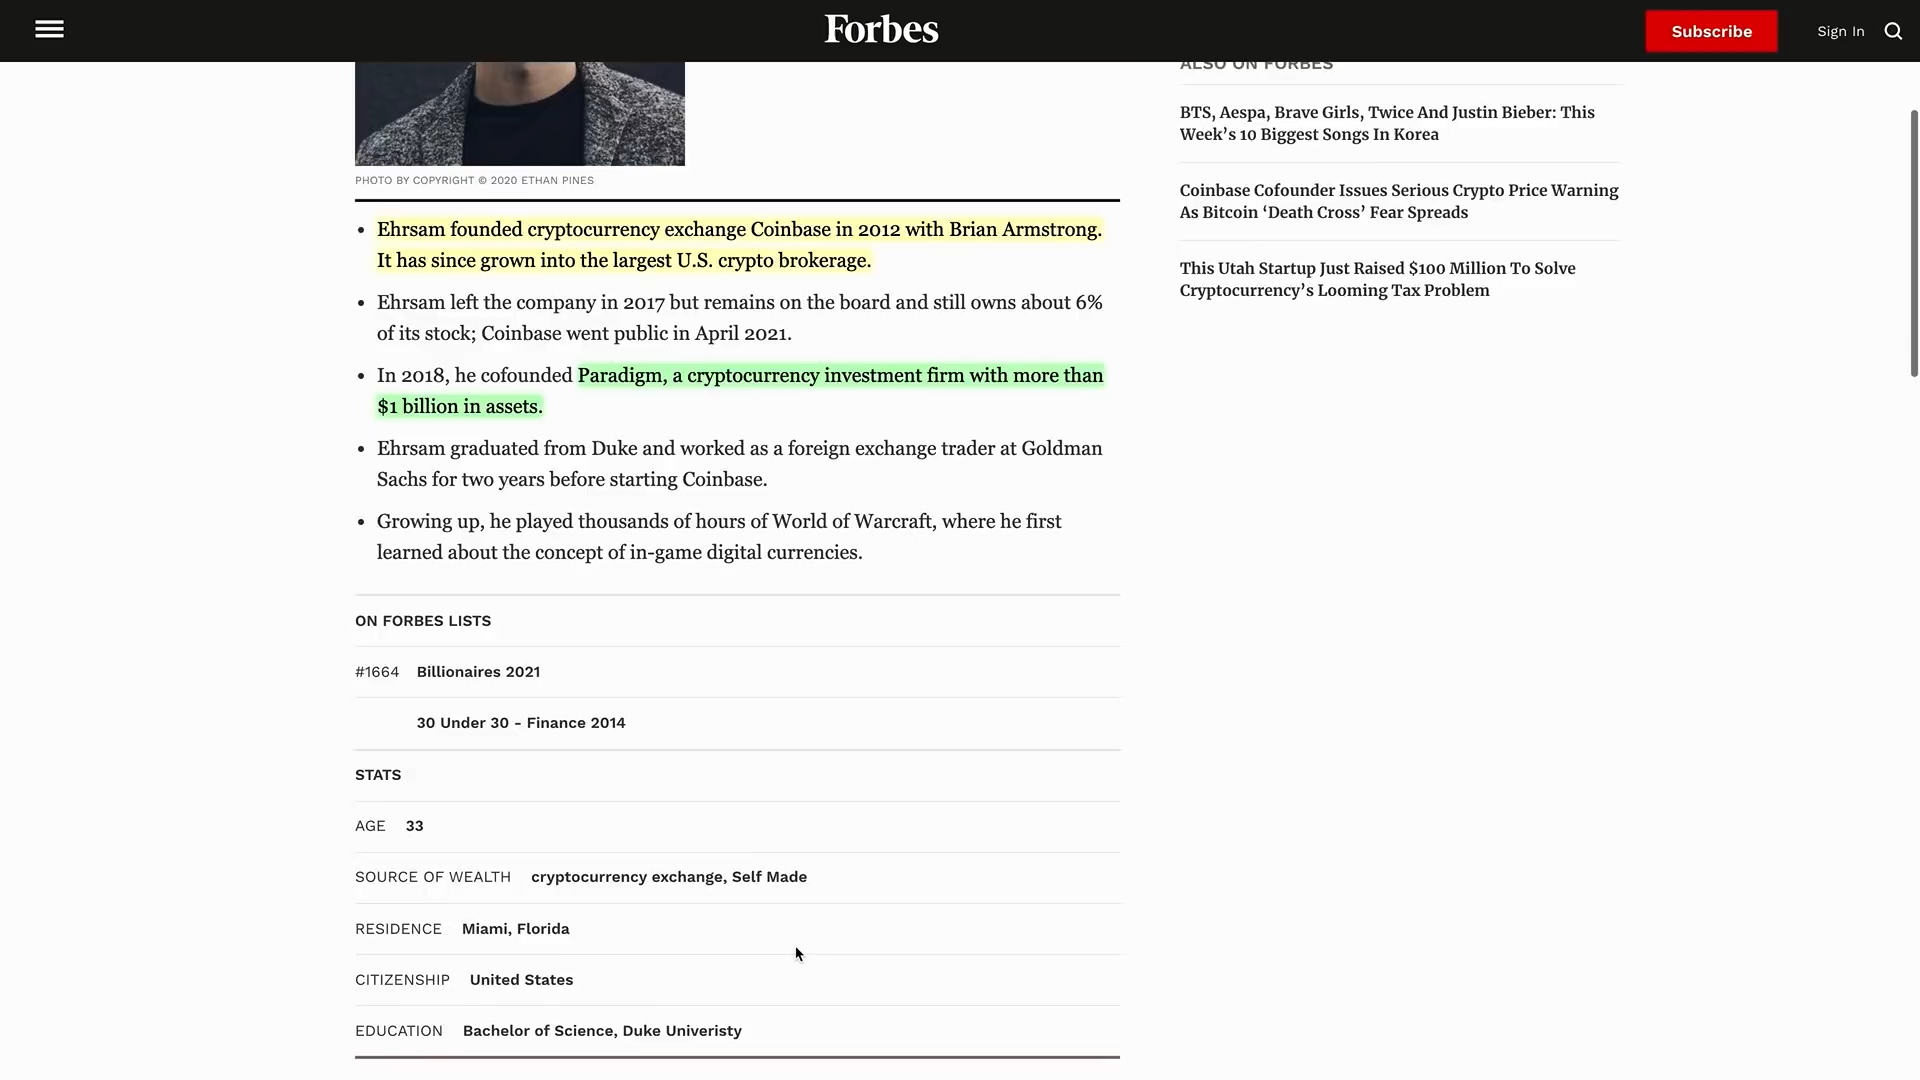 Forbes
Subscribe
Sign In
PHOTO BY COPYRIGHT © 2020 ETHAN PINES
• Ehrsam founded cryptocurrency exchange Coinbase in 2012 with Brian Armstrong.
It has since grown into the largest U.S. crypto brokerage.
• Ehrsam left the company in 2017 but remains on the board and still owns about 6%
of its stock; Coinbase went public in April 2021.
• In 2018, he cofounded Paradigm, a cryptocurrency investment firm with more than
$1 billion in assets.
• Ehrsam graduated from Duke and worked as a foreign exchange trader at Goldman
Sachs for two years before starting Coinbase.
• Growing up, he played thousands of hours of World of Warcraft, where he first
learned about the concept of in-game digital currencies.
ON FORBES LISTS
#1664 Billionaires 2021
30 Under 30 - Finance 2014
STATS
AGE 33
SOURCE OF WEALTH cryptocurrency exchange, Self Made
RESIDENCE Miami, Florida
CITIZENSHIP United States
EDUCATION Bachelor of Science, Duke Univeristy
ALSO ON FORBES
BTS, Aespa, Brave Girls, Twice And Justin Bieber: This
Week’s 10 Biggest Songs In Korea
Coinbase Cofounder Issues Serious Crypto Price Warning
As Bitcoin ‘Death Cross’ Fear Spreads
This Utah Startup Just Raised $100 Million To Solve
Cryptocurrency’s Looming Tax Problem